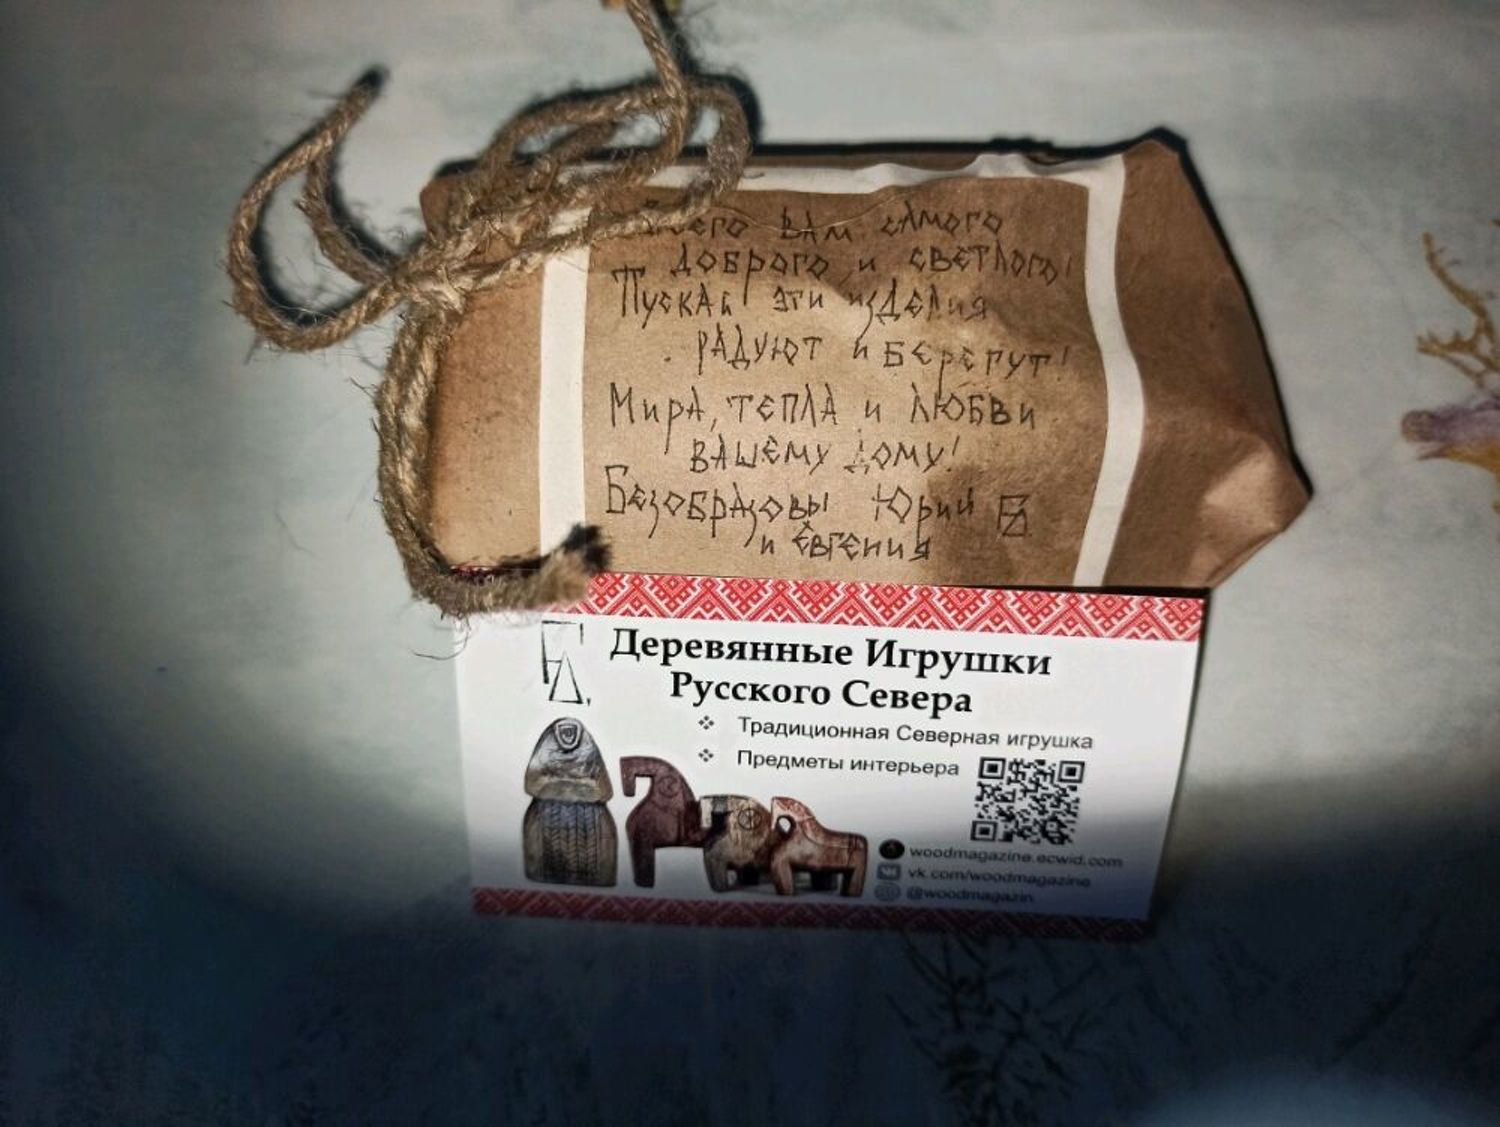 Всего вам самого
доброго и светлого!
Пускай эти изделия
радуют и берегут!
Мира, тепла и любви
вашему дому!
Безобразовы Юрий
и Евгения
Деревянные Игрушки
Русского Севера
Традиционная Северная игрушка
Предметы интерьера
woodmagazine.ecwid.com
vk.com/woodmagazine
@woodmagazin